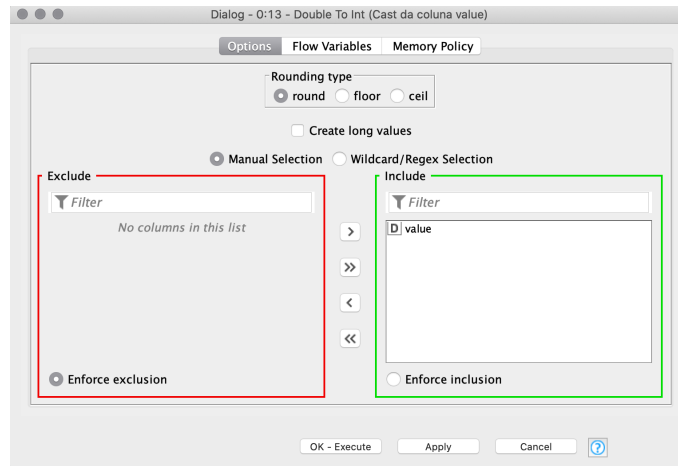 Dialog - 0:13 - Double To Int (Cast da coluna value)
Options Flow Variables Memory Policy
Rounding type
round floor ceil
Create long values
Manual Selection Wildcard/Regex Selection
Exclude Include
Filter Filter
No columns in this list
D value
>
>>
<
<<
Enforce exclusion Enforce inclusion
OK - Execute Apply Cancel ?